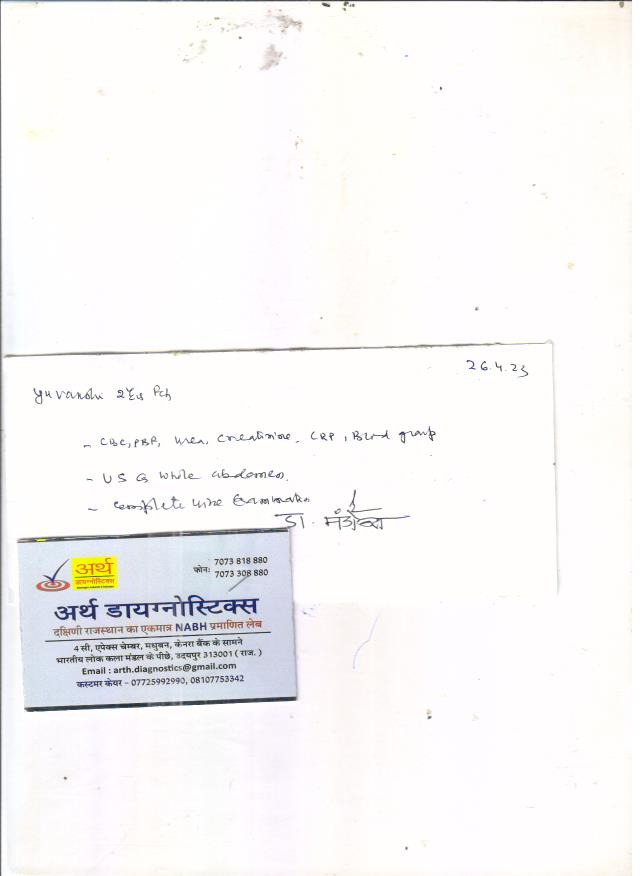 26.4.23
Yuvanshi 2Yrs Fch
- CBC, PBF, Urea, Creatinine, CRP, Blood group
- USG whole abdomen.
- Complete Urine Examination
डॉ.
अर्थ
डायग्नोस्टिक्स
फोन: 7073 818 880
7073 308 880
अर्थ डायग्नोस्टिक्स
दक्षिणी राजस्थान का एकमात्र NABH प्रमाणित लेब
4 सी, एपेक्स चेम्बर, मधुबन, केनरा बैंक के सामने
भारतीय लोक कला मंडल के पीछे, उदयपुर 313001 ( राज. )
Email : arth.diagnostics@gmail.com
कस्टमर केयर - 07725992990, 08107753342